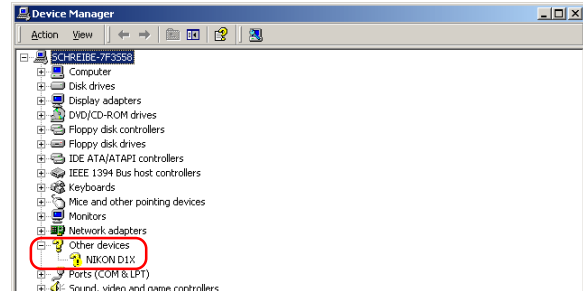 Device Manager
Action View
SCHREIBE-7F3558
Computer
Disk drives
Display adapters
DVD/CD-ROM drives
Floppy disk controllers
Floppy disk drives
IDE ATA/ATAPI controllers
IEEE 1394 Bus host controllers
Keyboards
Mice and other pointing devices
Monitors
Network adapters
Other devices
NIKON D1X
Ports (COM & LPT)
Sound, video and game controllers